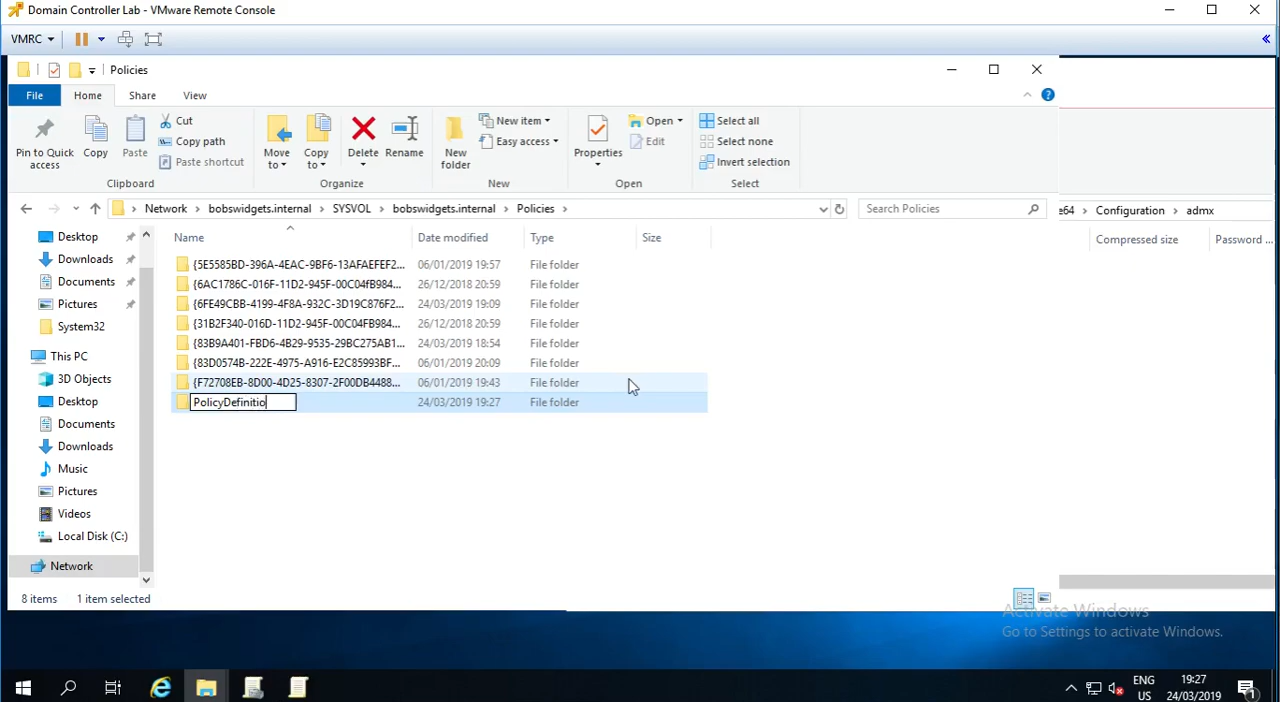 Domain Controller Lab - VMware Remote Console
VMRC
Policies
File Home Share View
Pin to Quick access
Copy
Paste
Cut
Copy path
Paste shortcut
Clipboard
Move to
Copy to
Delete
Rename
Organize
New folder
New item
Easy access
New
Properties
Open
Edit
Open
Select all
Select none
Invert selection
Select
Network > bobswidgets.internal > SYSVOL > bobswidgets.internal > Policies >
Search Policies
e64 > Configuration > admx
Name Date modified Type Size
Compressed size Password ...
{5E5585BD-396A-4EAC-9BF6-13AFAEFEF2... 06/01/2019 19:57 File folder
{6AC1786C-016F-11D2-945F-00C04fB984... 26/12/2018 20:59 File folder
{6FE49CBB-4199-4F8A-932C-3D19C876F2... 24/03/2019 19:09 File folder
{31B2F340-016D-11D2-945F-00C04FB984... 26/12/2018 20:59 File folder
{83B9A401-FBD6-4B29-9535-29BC275AB1... 24/03/2019 18:54 File folder
{83D0574B-222E-4975-A916-E2C85993BF... 06/01/2019 20:09 File folder
{F72708EB-8D00-4D25-8307-2F00DB4488... 06/01/2019 19:43 File folder
PolicyDefinitio 24/03/2019 19:27 File folder
Desktop
Downloads
Documents
Pictures
System32
This PC
3D Objects
Desktop
Documents
Downloads
Music
Pictures
Videos
Local Disk (C:)
Network
8 items 1 item selected
Activate Windows
Go to Settings to activate Windows.
ENG
US
19:27
24/03/2019
1